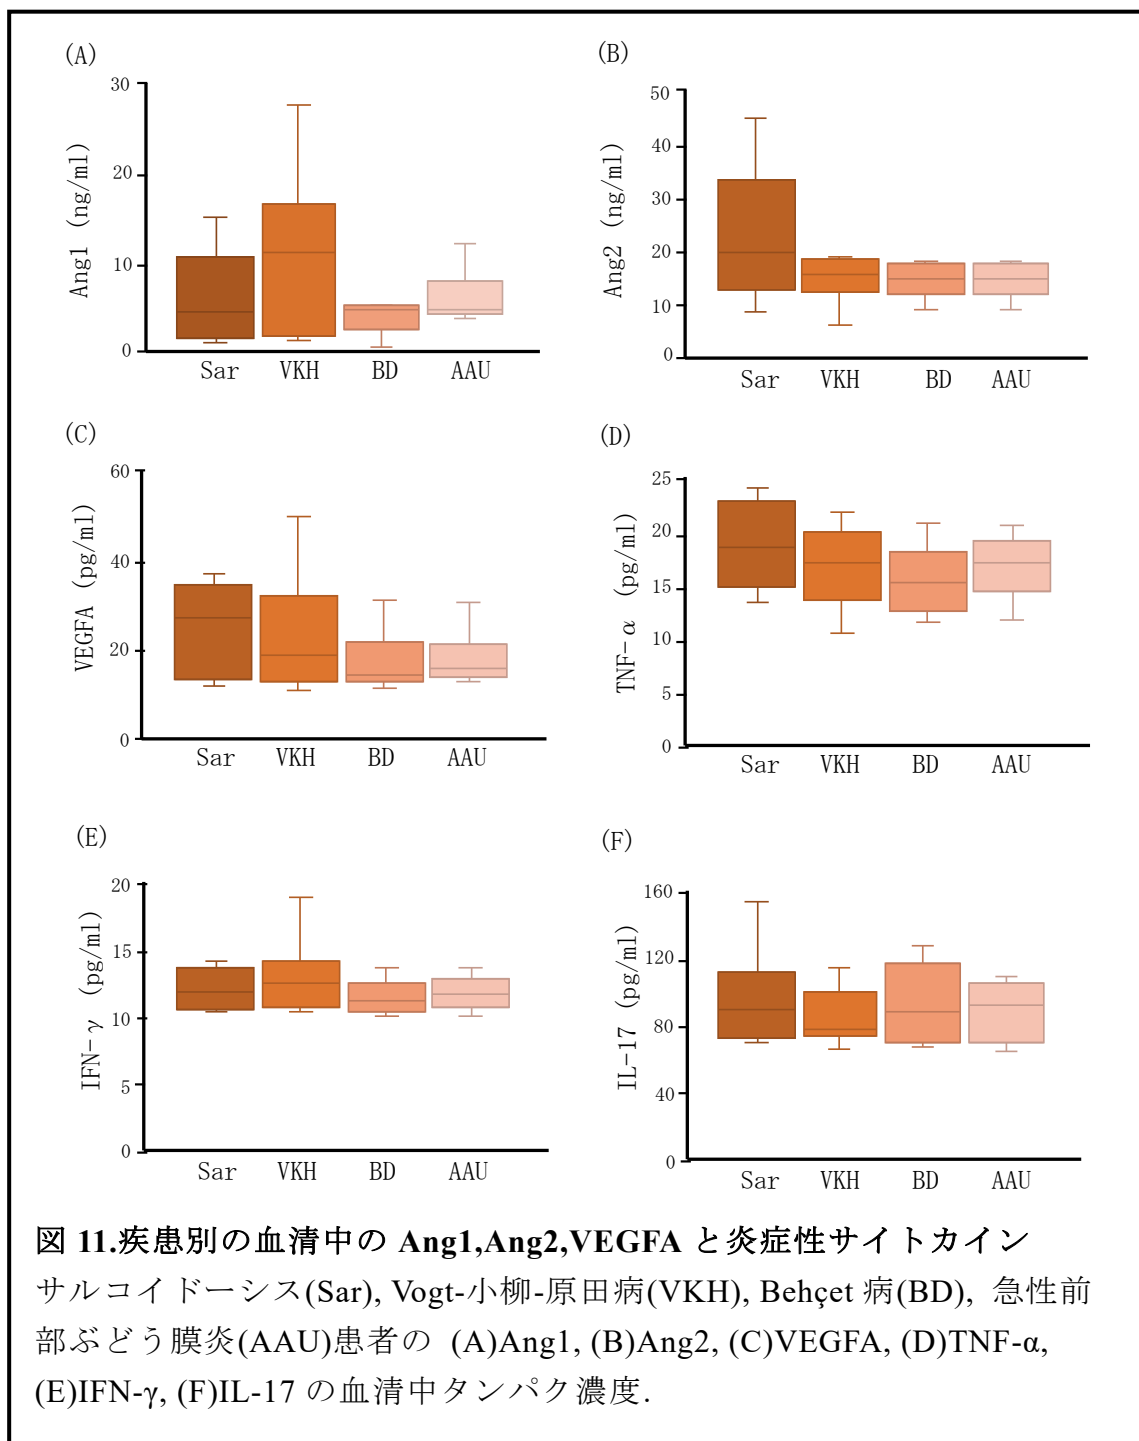 (A)
30
20
10
0
Ang1 (ng/ml)
Sar VKH BD AAU
(B)
50
40
30
20
10
0
Ang2 (ng/ml)
Sar VKH BD AAU
(C)
60
40
20
0
VEGFA (pg/ml)
Sar VKH BD AAU
(D)
25
20
15
10
5
0
TNF-α (pg/ml)
Sar VKH BD AAU
(E)
20
15
10
5
0
IFN-γ (pg/ml)
Sar VKH BD AAU
(F)
160
120
80
40
0
IL-17 (pg/ml)
Sar VKH BD AAU
図 11.疾患別の血清中の Ang1,Ang2,VEGFA と炎症性サイトカイン
サルコイドーシス(Sar), Vogt-小柳-原田病(VKH), Behçet 病(BD), 急性前
部ぶどう膜炎(AAU)患者の (A)Ang1, (B)Ang2, (C)VEGFA, (D)TNF-α,
(E)IFN-γ, (F)IL-17 の血清中タンパク濃度.